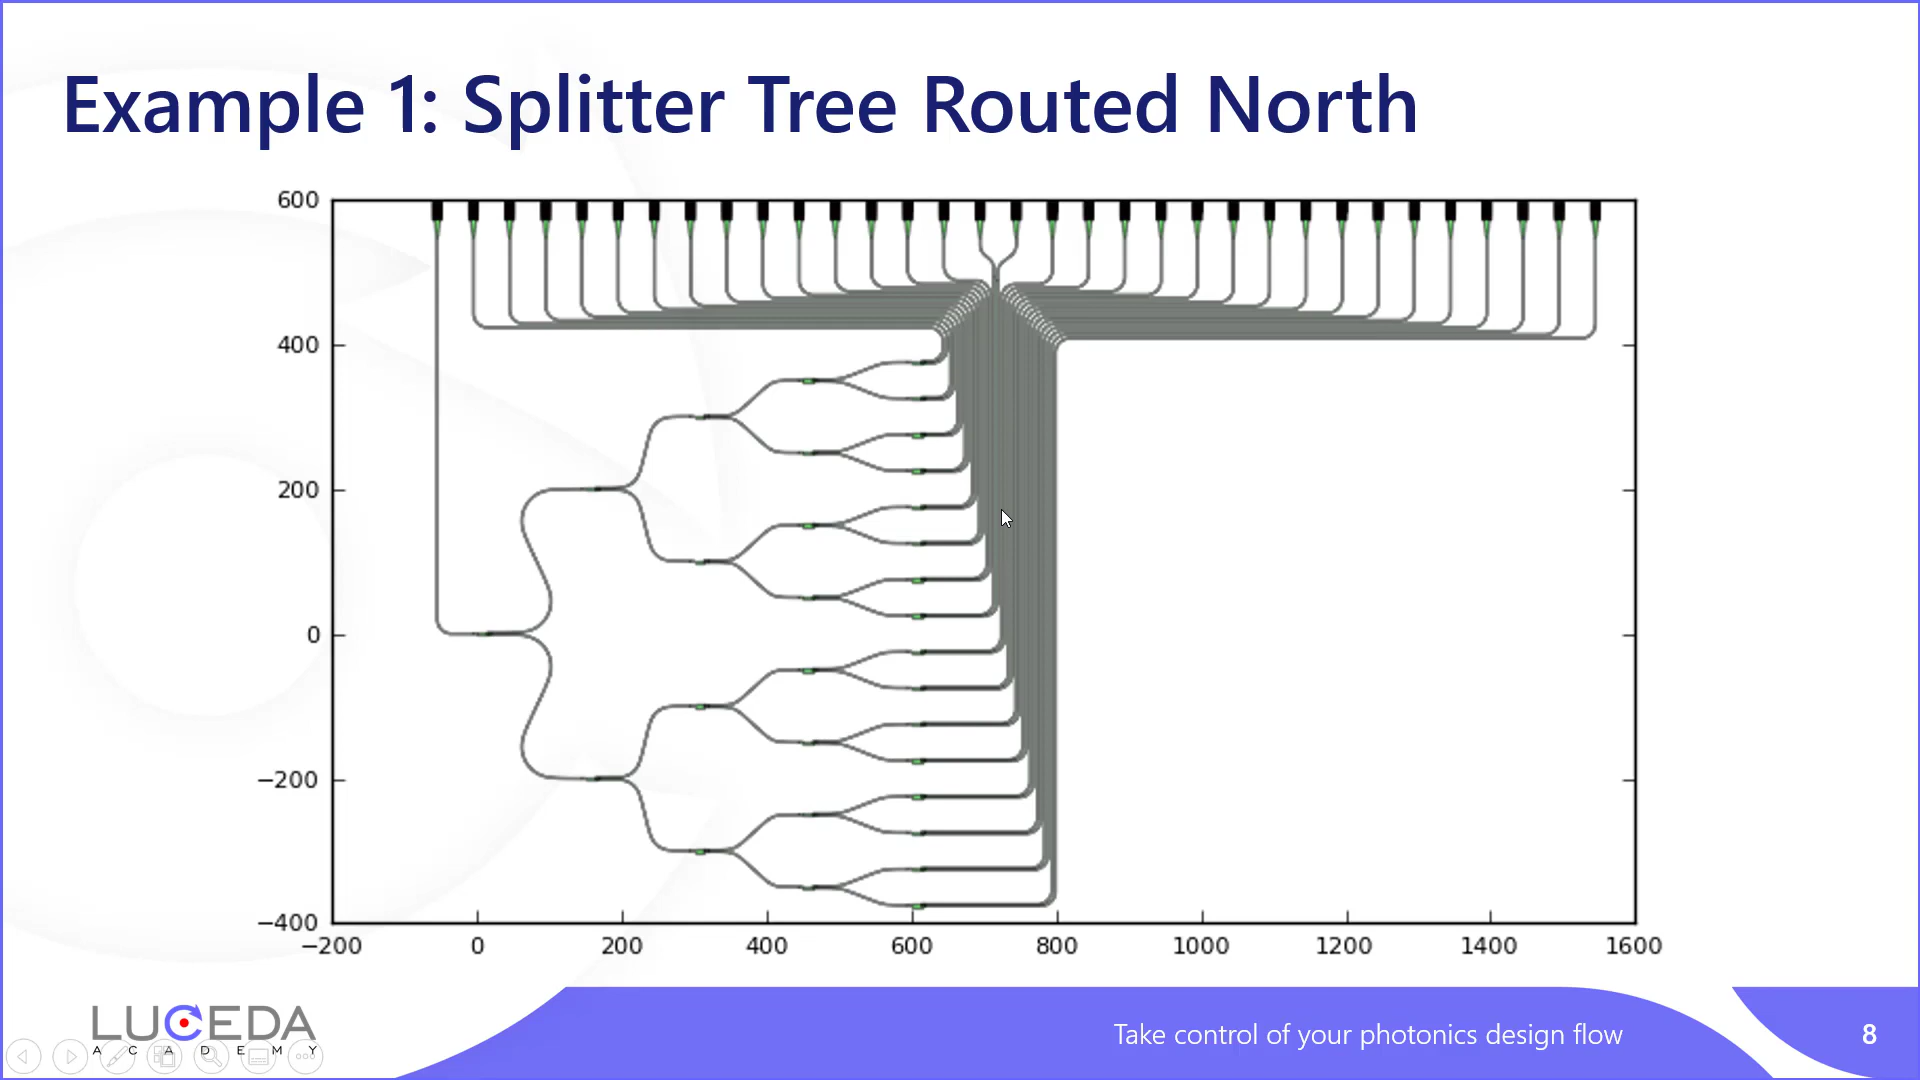 Example 1: Splitter Tree Routed North
600
400
200
0
−200
−400
−200 0 200 400 600 800 1000 1200 1400 1600
LUCEDA
ACADEMY
Take control of your photonics design flow
8